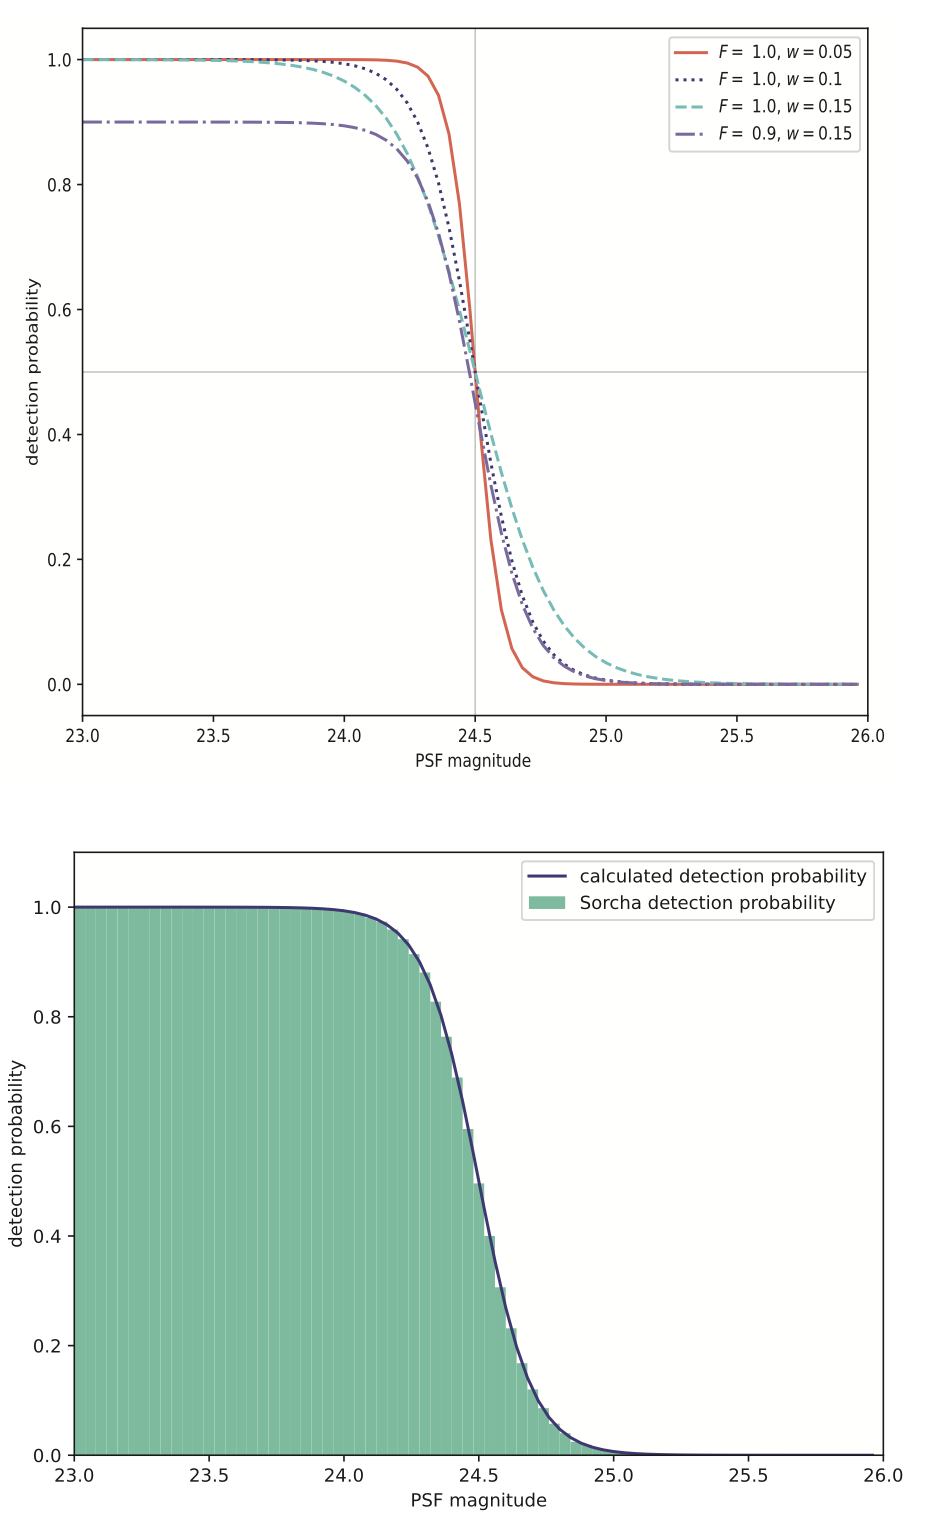 F = 1.0, w = 0.05
F = 1.0, w = 0.1
F = 1.0, w = 0.15
F = 0.9, w = 0.15
1.0
0.8
0.6
0.4
0.2
0.0
detection probability
23.0 23.5 24.0 24.5 25.0 25.5 26.0
PSF magnitude
calculated detection probability
Sorcha detection probability
1.0
0.8
0.6
0.4
0.2
0.0
detection probability
23.0 23.5 24.0 24.5 25.0 25.5 26.0
PSF magnitude